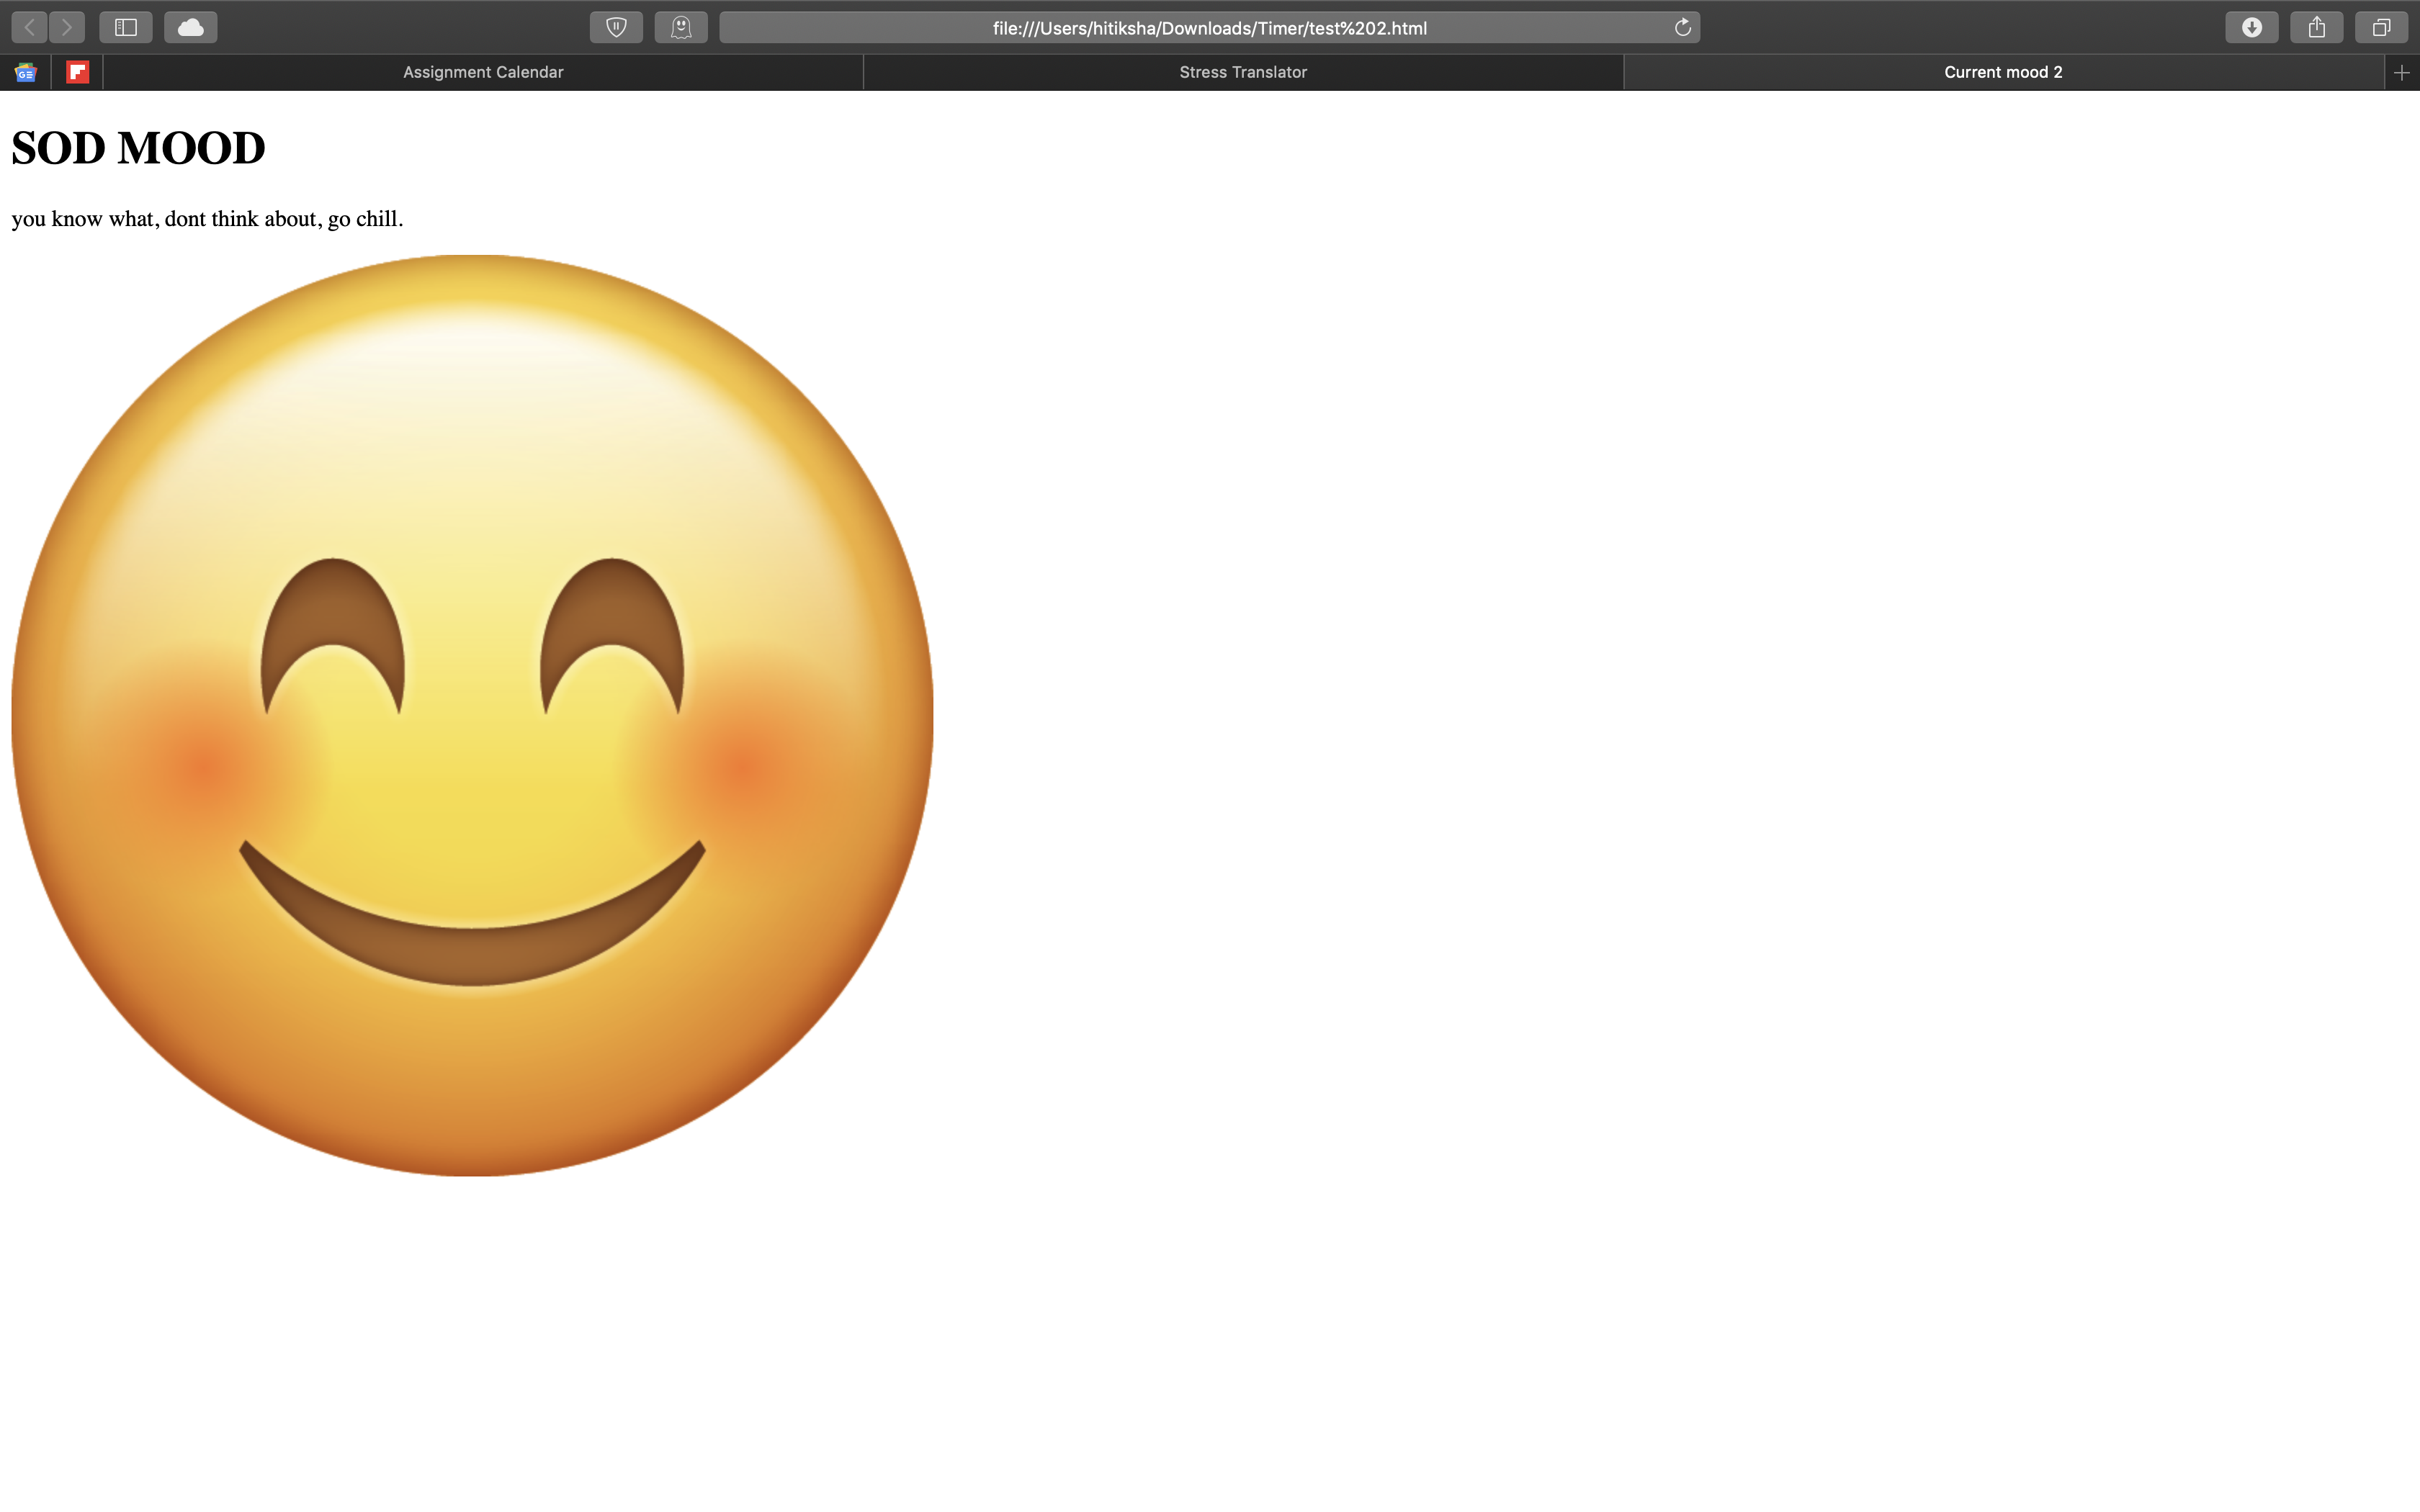 file:///Users/hitiksha/Downloads/Timer/test%202.html
GE
Assignment Calendar
Stress Translator
Current mood 2
SOD MOOD
you know what, dont think about, go chill.